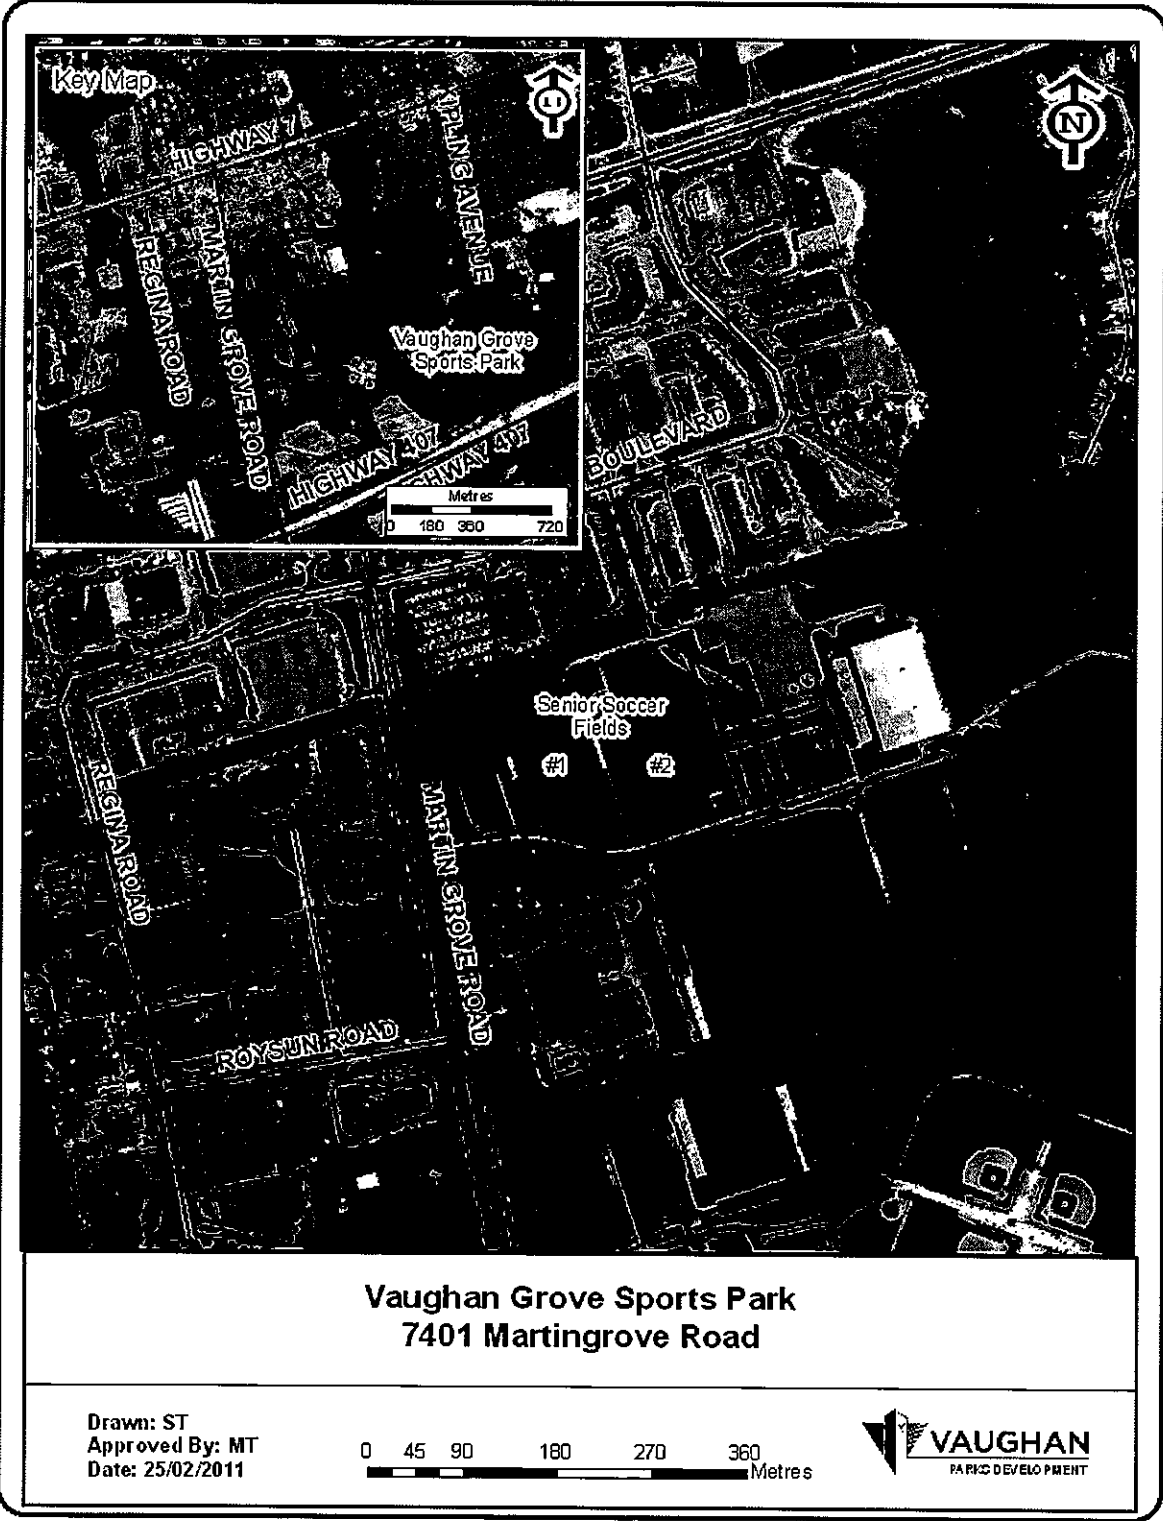 Key Map
HIGHWAY 7
KIPLING AVENUE
REGINA ROAD
MARTIN GROVE ROAD
Vaughan Grove
Sports Park
HIGHWAY 407
HIGHWAY 407
Metres
0 180 360 720
N
BOULEVARD
Senior Soccer
Fields
#1 #2
REGINA ROAD
MARTIN GROVE ROAD
ROYSUN ROAD
Vaughan Grove Sports Park
7401 Martingrove Road
Drawn: ST
Approved By: MT
Date: 25/02/2011
0 45 90 180 270 360
Metres
VAUGHAN
PARKS DEVELOPMENT